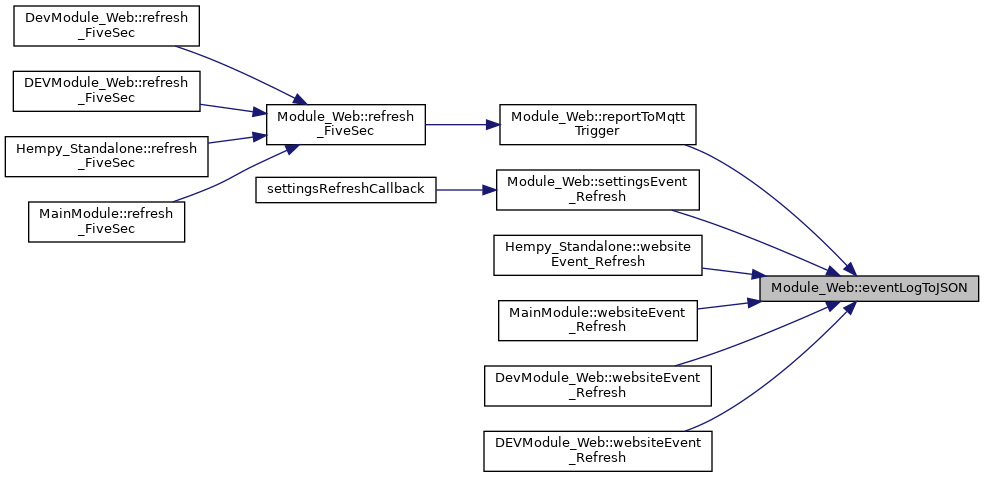 DevModule_Web::refresh
_FiveSec
DEVModule_Web::refresh
_FiveSec
Hempy_Standalone::refresh
_FiveSec
MainModule::refresh
_FiveSec
Module_Web::refresh
_FiveSec
settingsRefreshCallback
Module_Web::reportToMqtt
Trigger
Module_Web::settingsEvent
_Refresh
Hempy_Standalone::website
Event_Refresh
MainModule::websiteEvent
_Refresh
DevModule_Web::websiteEvent
_Refresh
DEVModule_Web::websiteEvent
_Refresh
Module_Web::eventLogToJSON